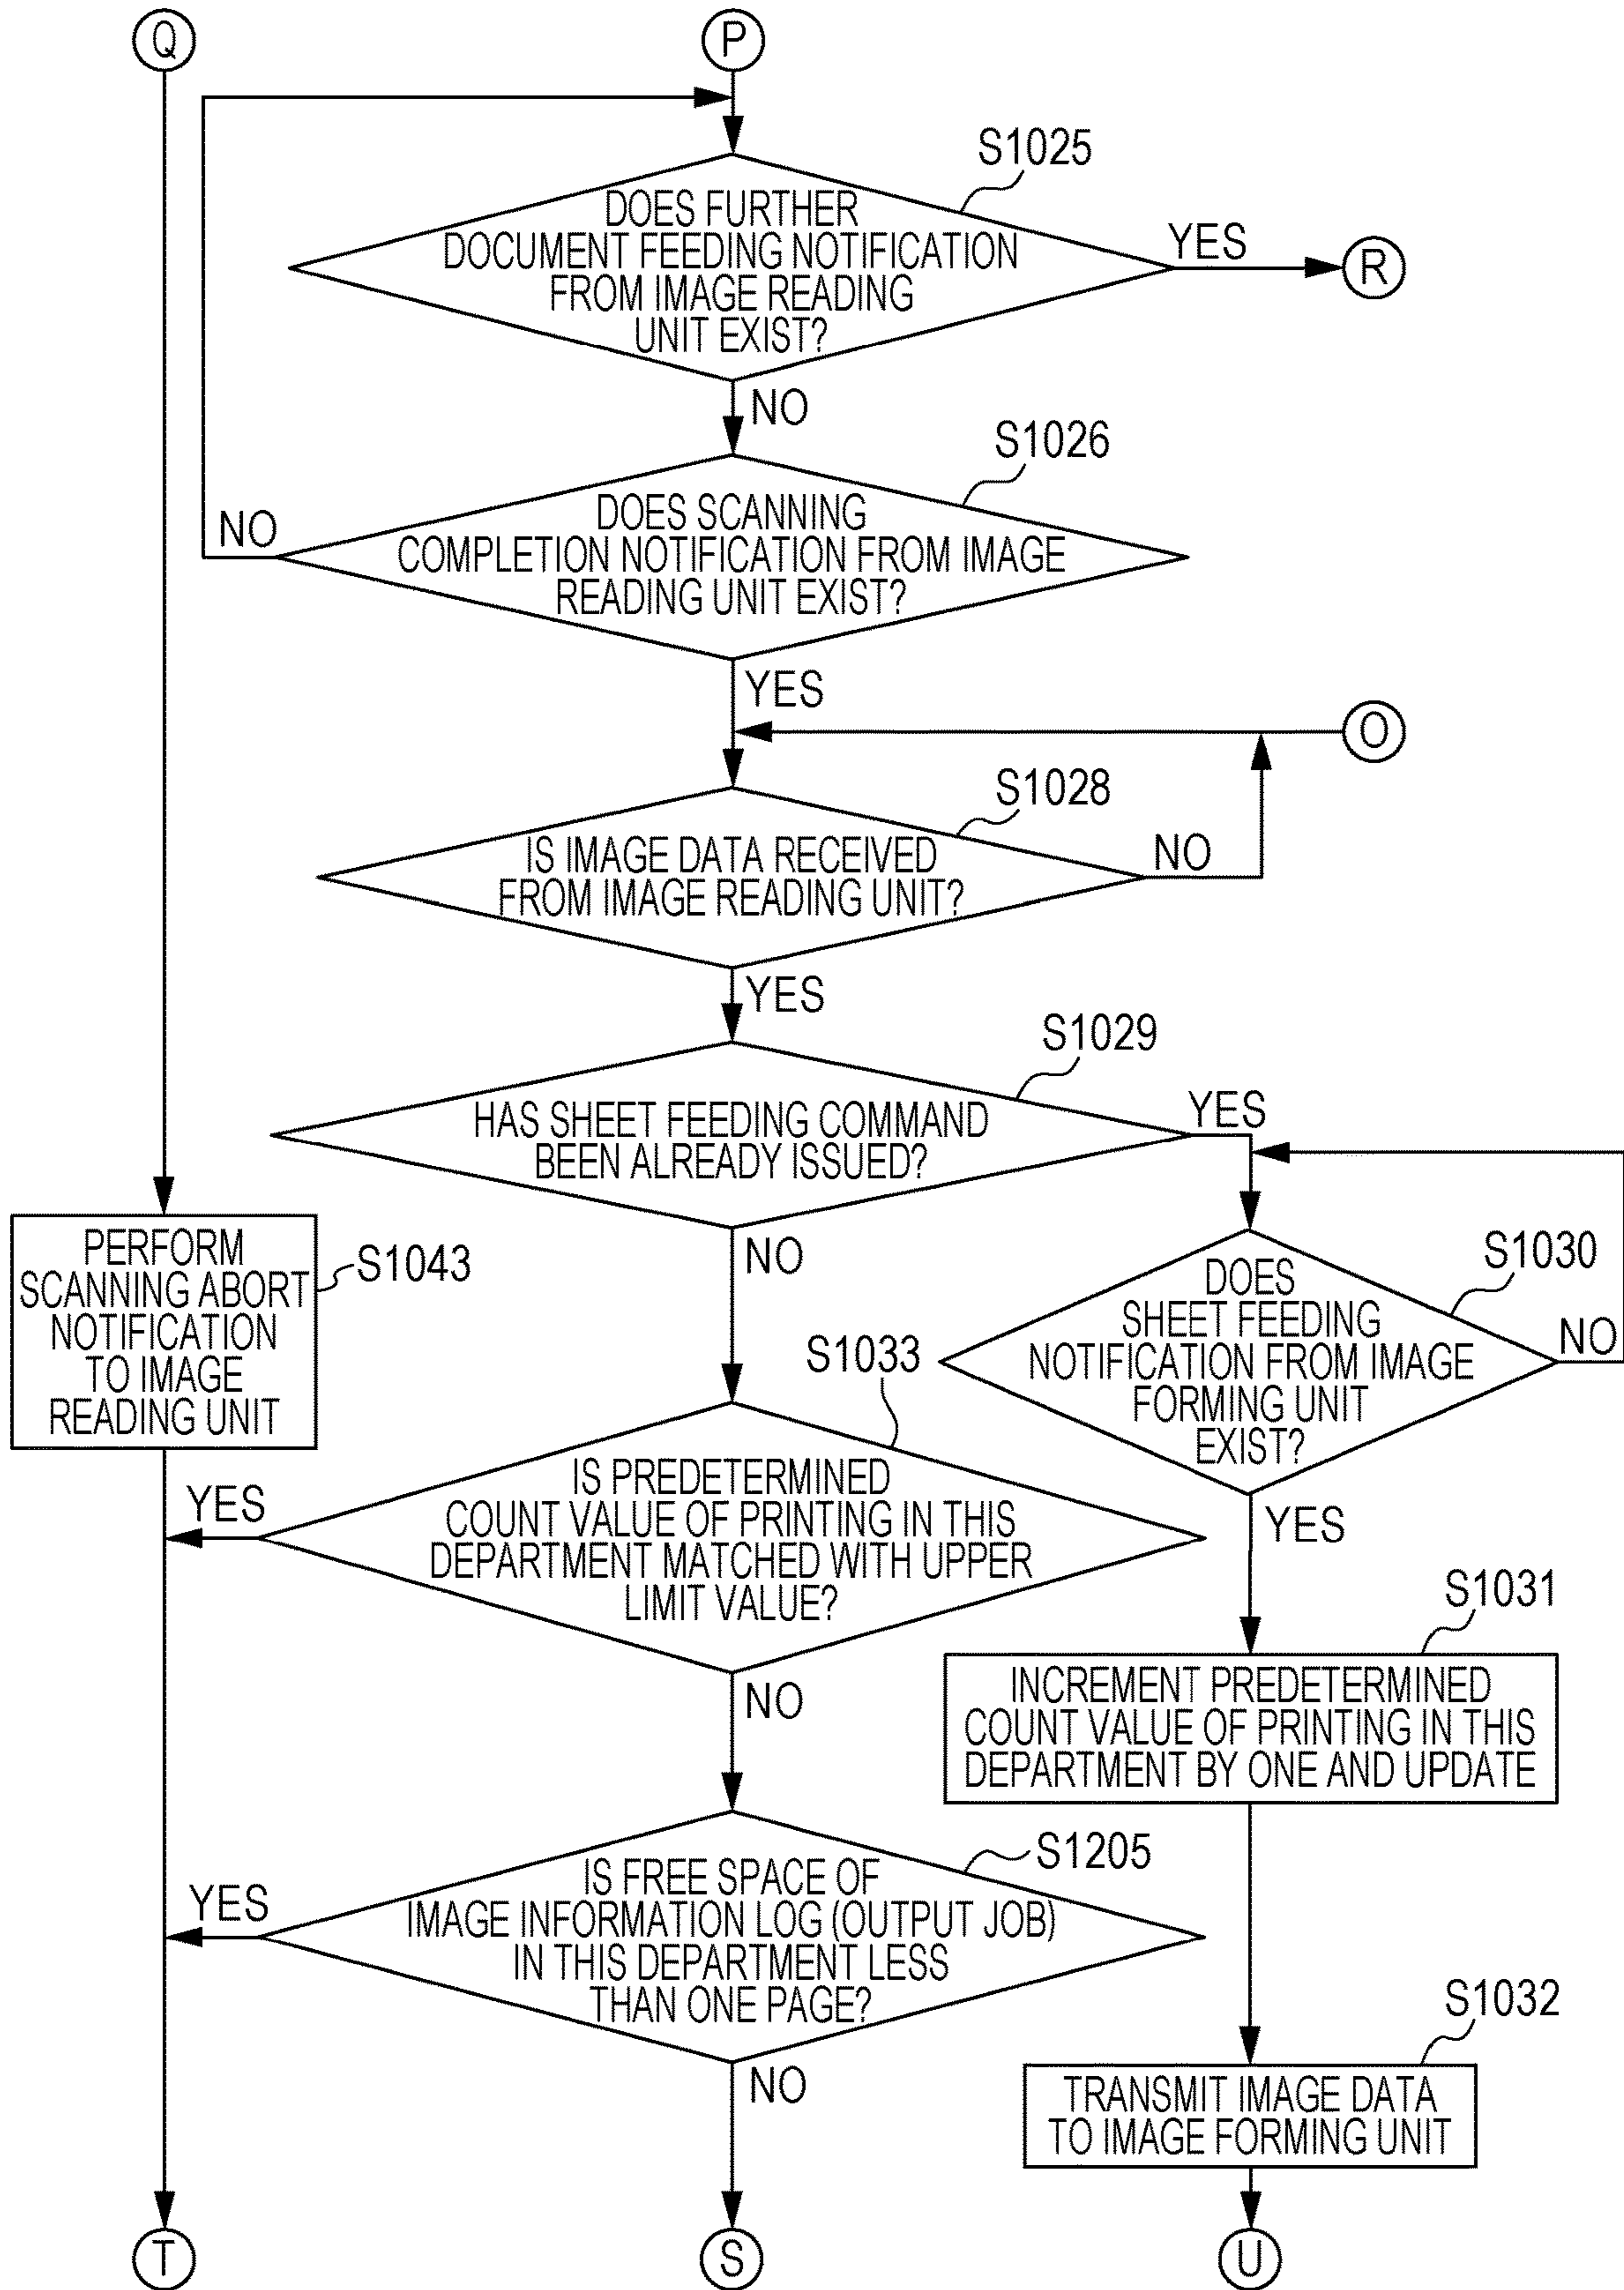 Q
P
S1025
DOES FURTHER
DOCUMENT FEEDING NOTIFICATION
FROM IMAGE READING
UNIT EXIST?
YES
R
NO
S1026
DOES SCANNING
COMPLETION NOTIFICATION FROM IMAGE
READING UNIT EXIST?
NO
YES
O
S1028
IS IMAGE DATA RECEIVED
FROM IMAGE READING UNIT?
NO
YES
S1029
HAS SHEET FEEDING COMMAND
BEEN ALREADY ISSUED?
YES
NO
PERFORM
SCANNING ABORT
NOTIFICATION
TO IMAGE
READING UNIT
S1043
S1030
DOES
SHEET FEEDING
NOTIFICATION FROM IMAGE
FORMING UNIT
EXIST?
NO
YES
S1033
IS PREDETERMINED
COUNT VALUE OF PRINTING IN THIS
DEPARTMENT MATCHED WITH UPPER
LIMIT VALUE?
YES
NO
S1031
INCREMENT PREDETERMINED
COUNT VALUE OF PRINTING IN THIS
DEPARTMENT BY ONE AND UPDATE
S1205
IS FREE SPACE OF
IMAGE INFORMATION LOG (OUTPUT JOB)
IN THIS DEPARTMENT LESS
THAN ONE PAGE?
YES
NO
S1032
TRANSMIT IMAGE DATA
TO IMAGE FORMING UNIT
T
S
U